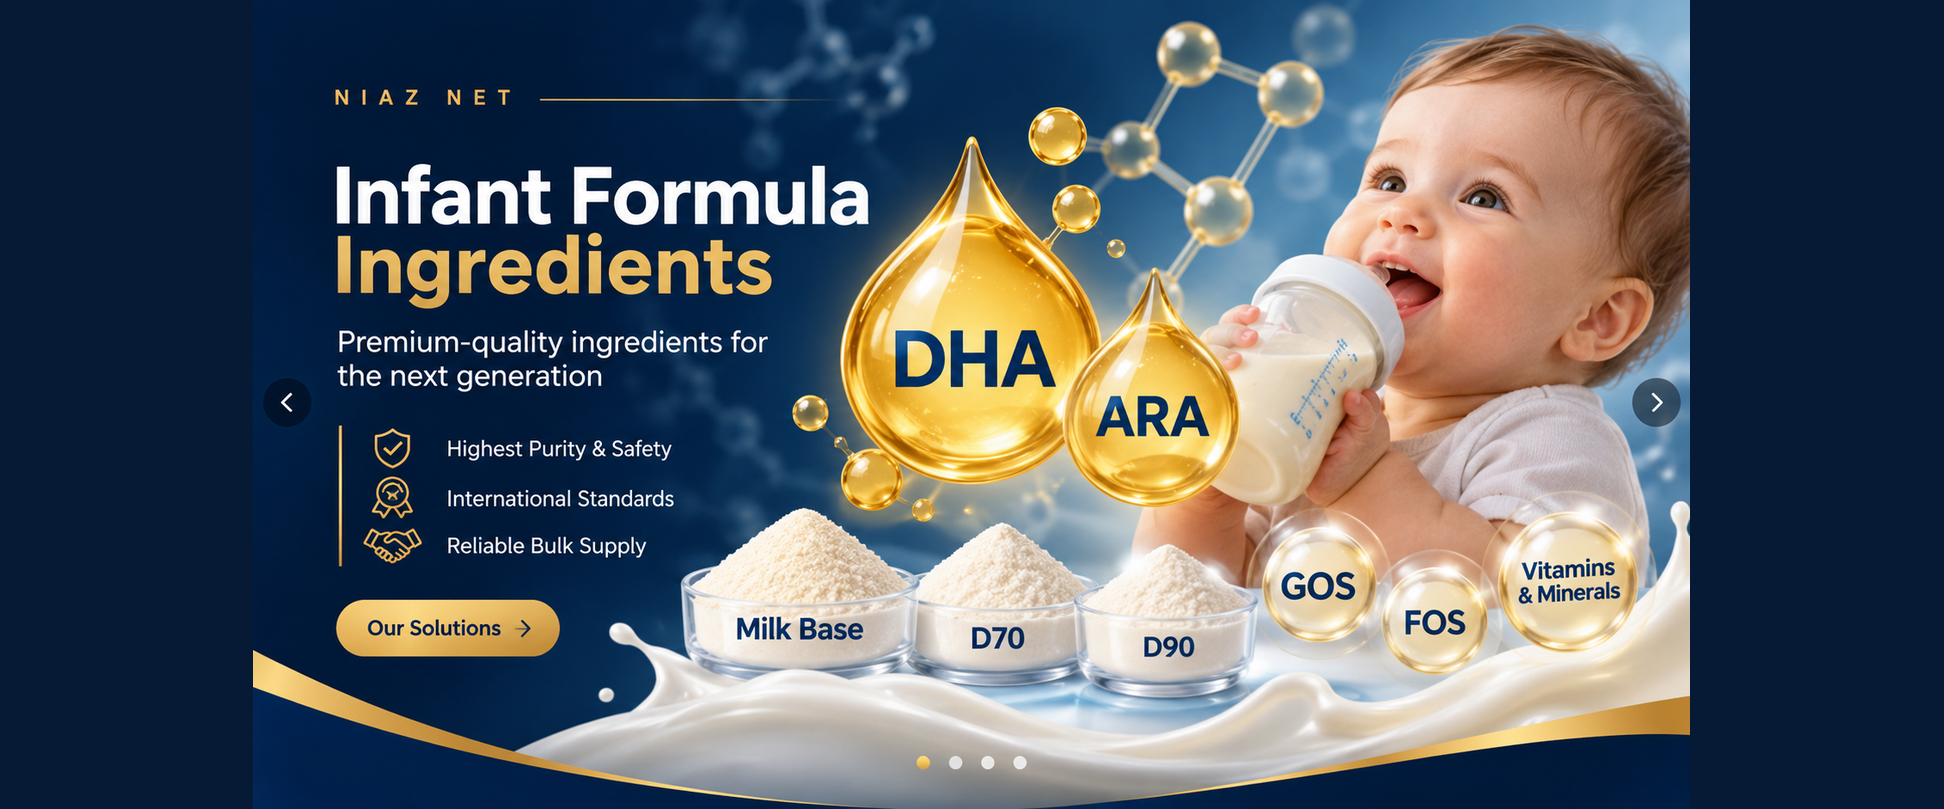 NIAZ NET
Infant Formula
Ingredients
Premium-quality ingredients for
the next generation
Highest Purity & Safety
International Standards
Reliable Bulk Supply
Our Solutions
DHA
ARA
Milk Base
D70
D90
GOS
FOS
Vitamins
& Minerals